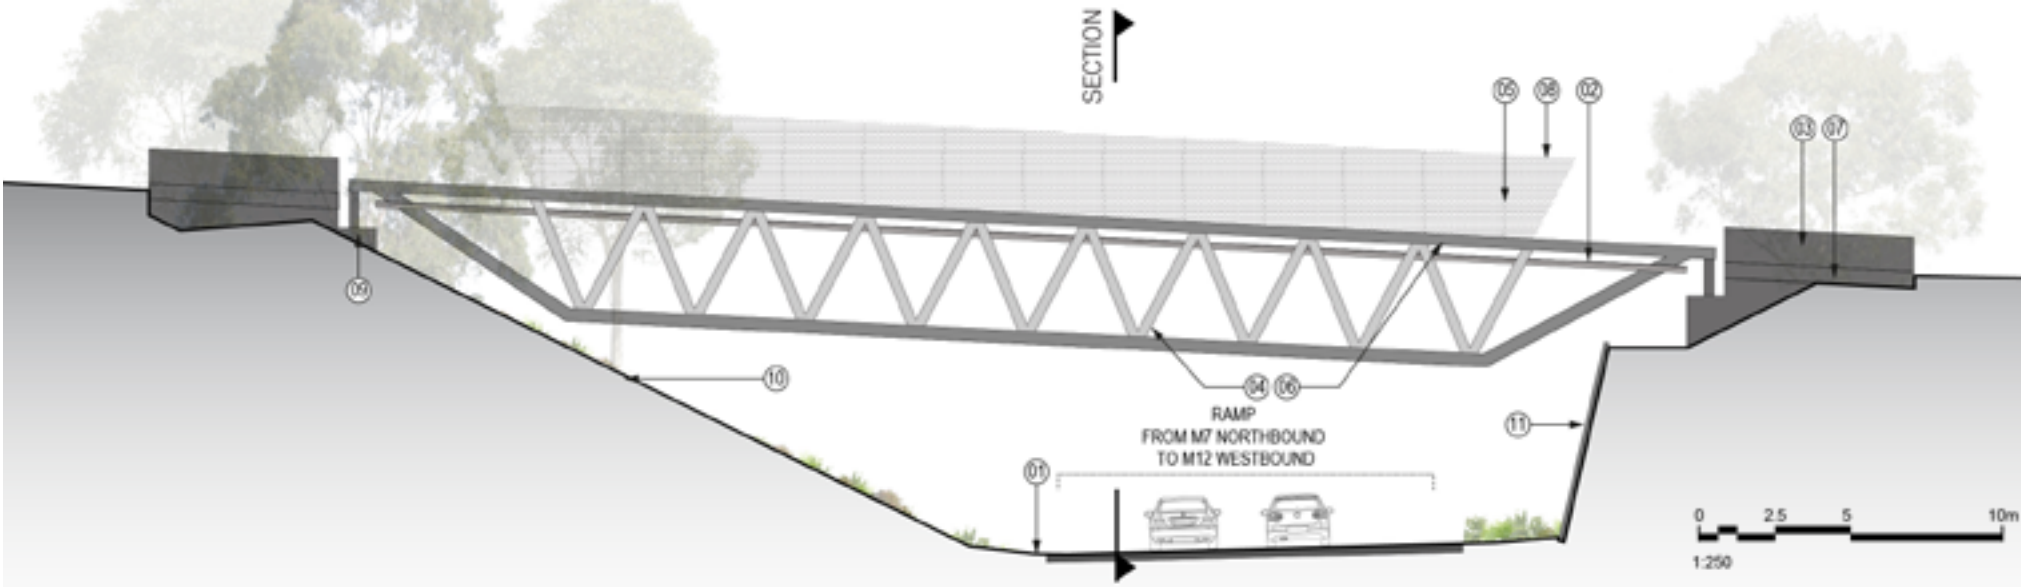 SECTION
05 08 02
03 07
09
10
04 06
RAMP
FROM M7 NORTHBOUND
TO M12 WESTBOUND
11
01
0 2.5 5 10m
1:250